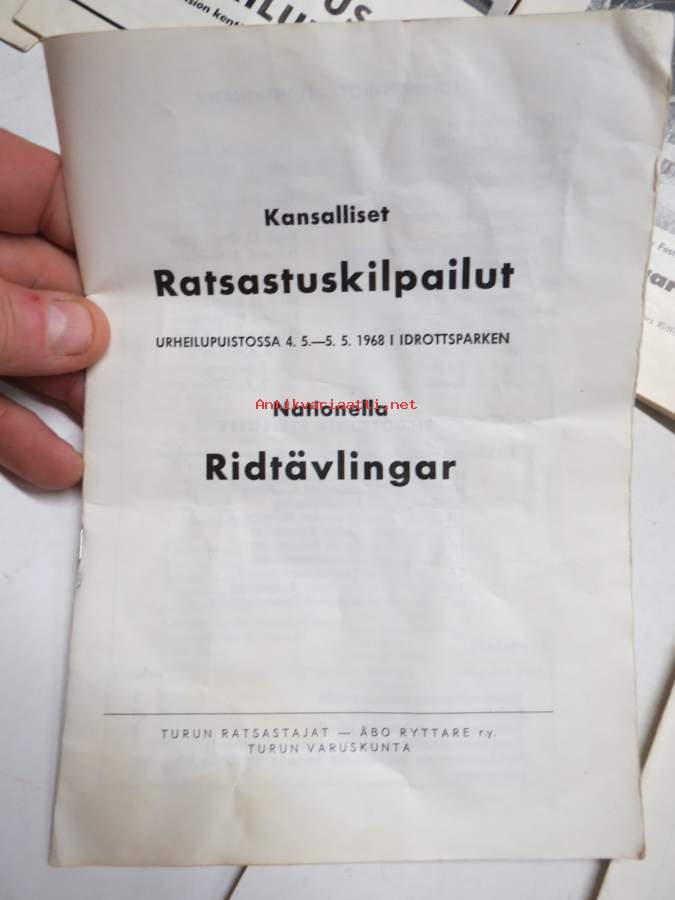 Kansalliset
Ratsastuskilpailut
URHEILUPUISTOSSA 4. 5.—5. 5. 1968 I IDROTTSPARKEN
Nationella
Antikvariaatti.net
Ridtävlingar
TURUN RATSASTAJAT — ÅBO RYTTARE r.y.
TURUN VARUSKUNTA